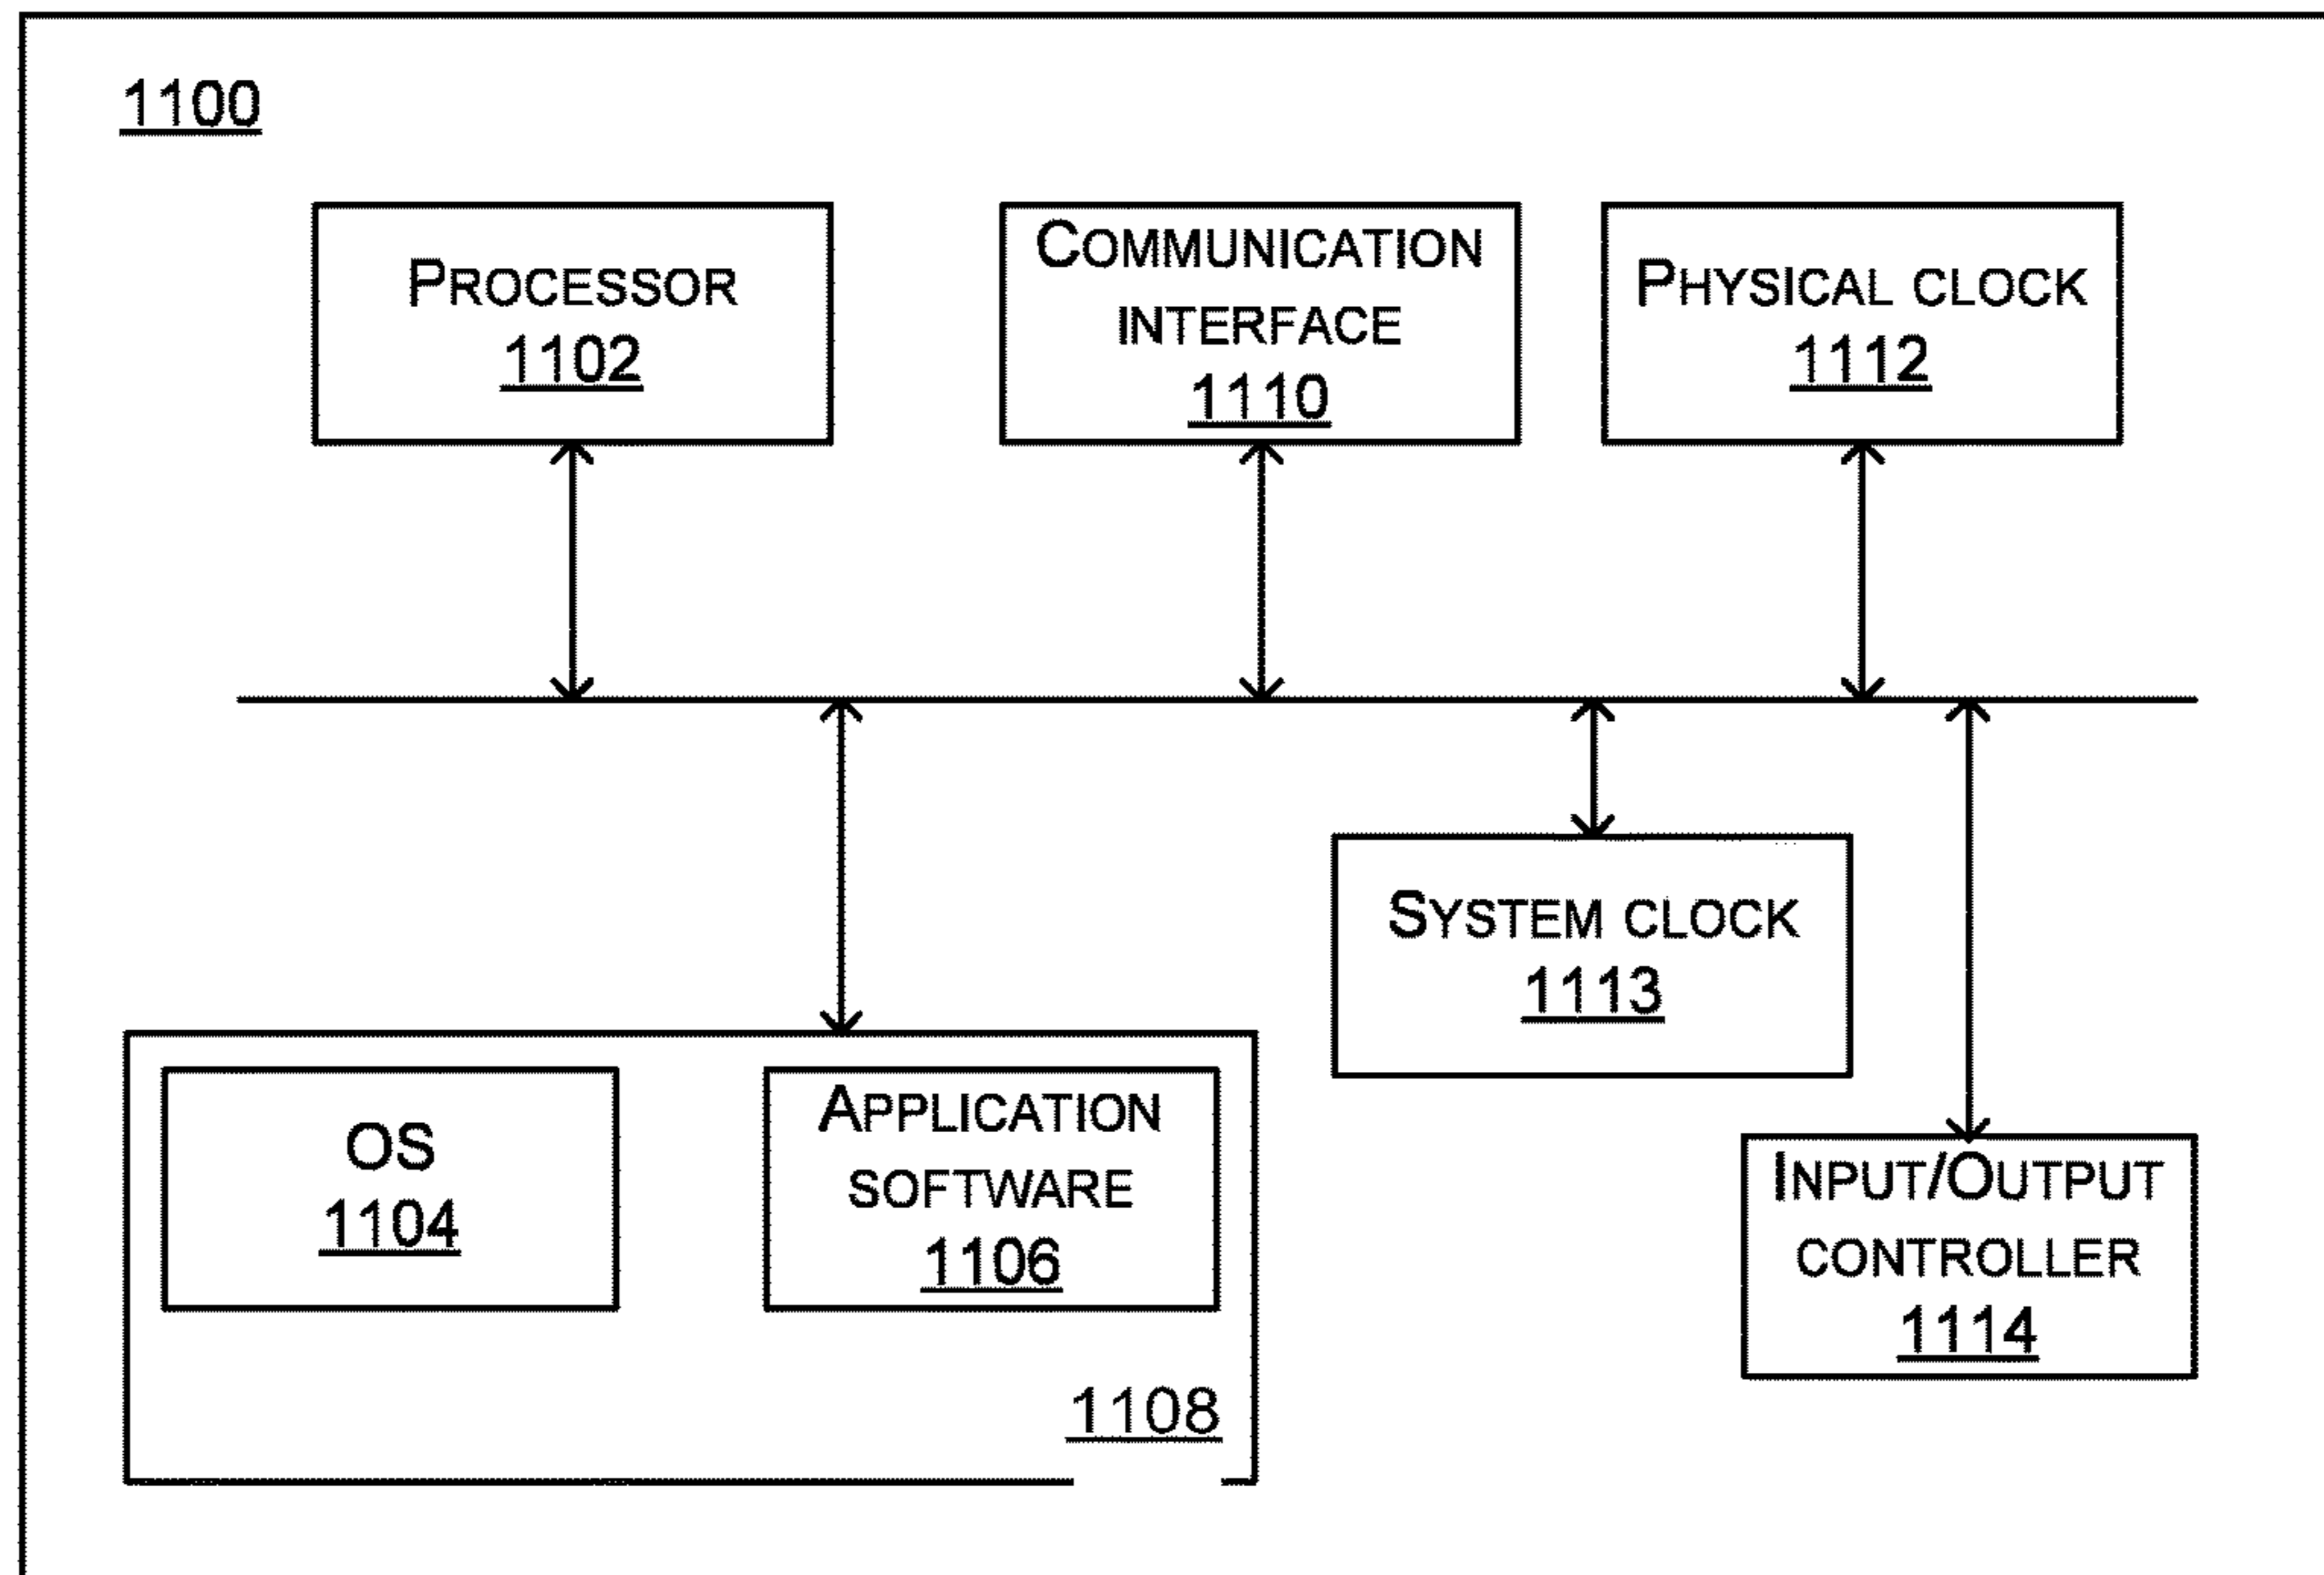 1100
PROCESSOR
1102
COMMUNICATION
INTERFACE
1110
PHYSICAL CLOCK
1112
SYSTEM CLOCK
1113
OS
1104
APPLICATION
SOFTWARE
1106
1108
INPUT/OUTPUT
CONTROLLER
1114